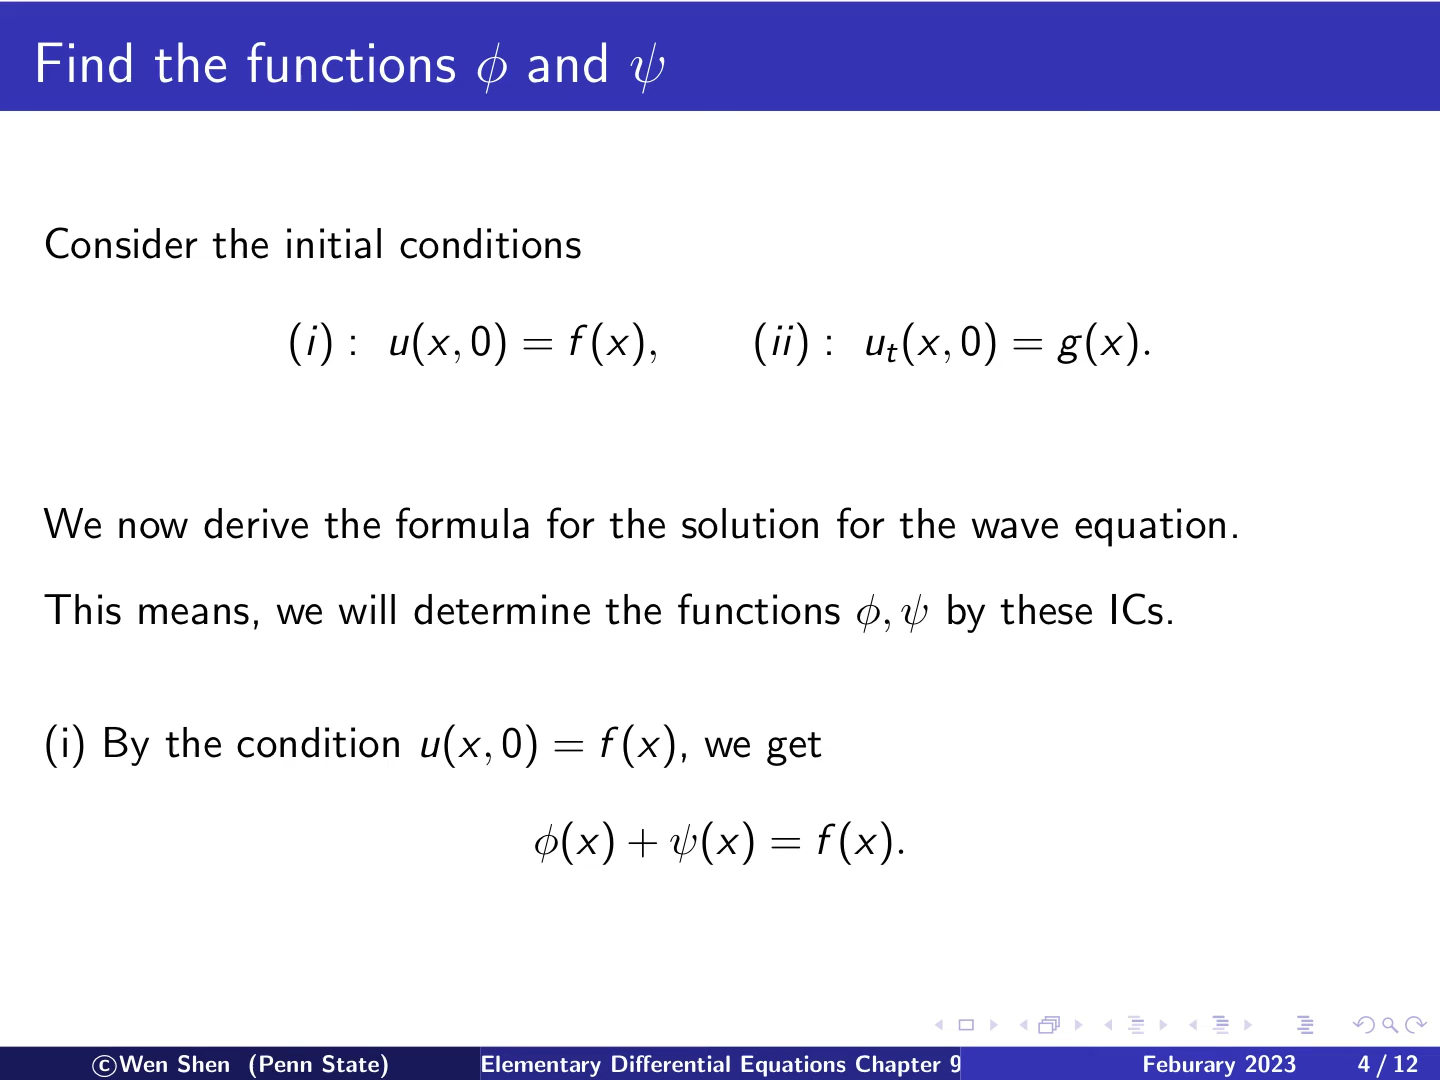 Find the functions ϕ and ψ
Consider the initial conditions
(i) : u(x, 0) = f(x), (ii) : u_t(x, 0) = g(x).
We now derive the formula for the solution for the wave equation.
This means, we will determine the functions ϕ, ψ by these ICs.
(i) By the condition u(x, 0) = f(x), we get
ϕ(x) + ψ(x) = f(x).
©Wen Shen (Penn State) Elementary Differential Equations Chapter 9 Feburary 2023 4 / 12